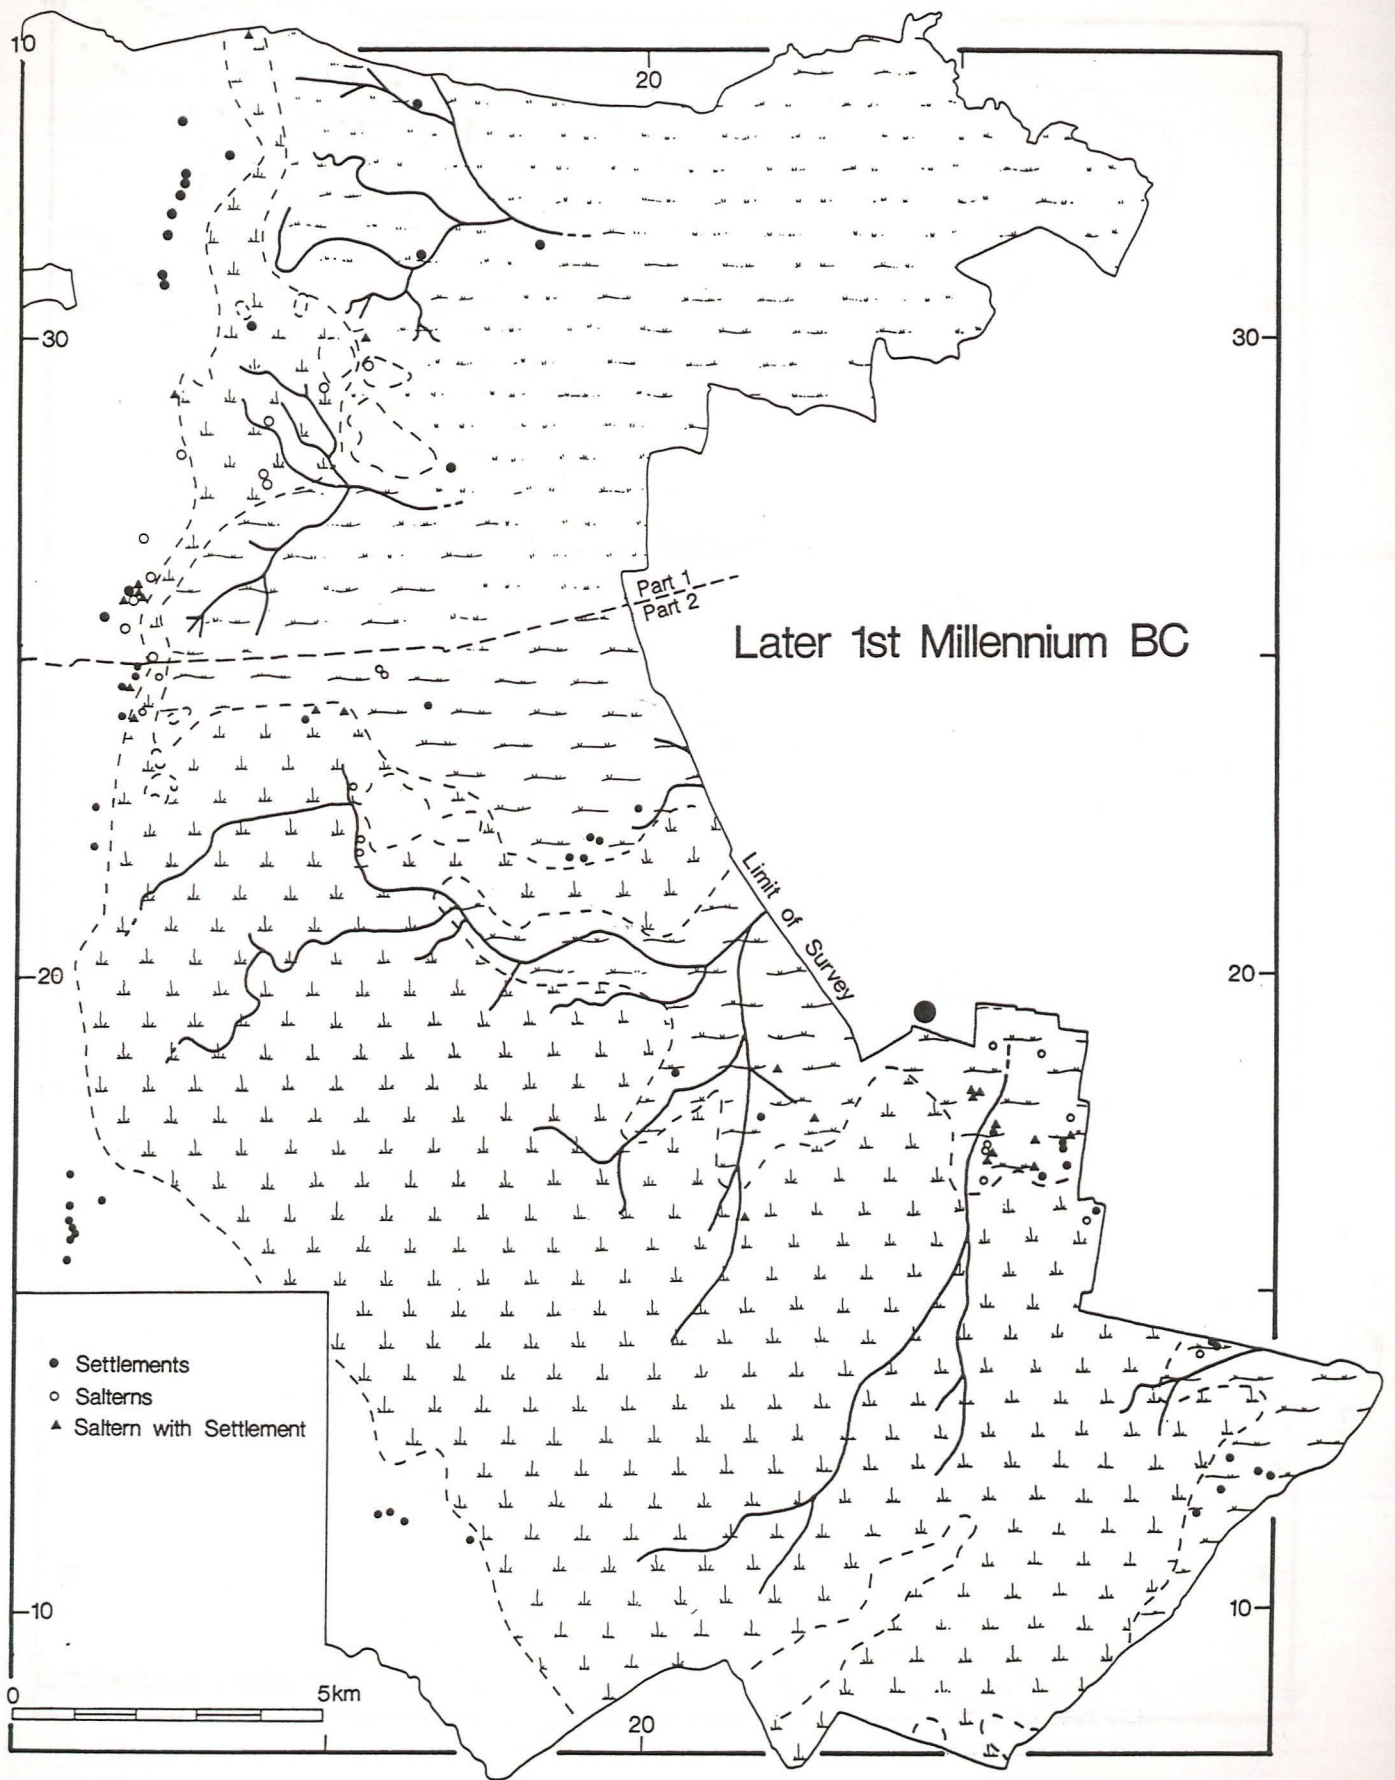 10
20
30
30
Part 1
Part 2
Later 1st Millennium BC
Limit of Survey
20
20
Settlements
Salterns
Saltern with Settlement
10
10
0 5km
20